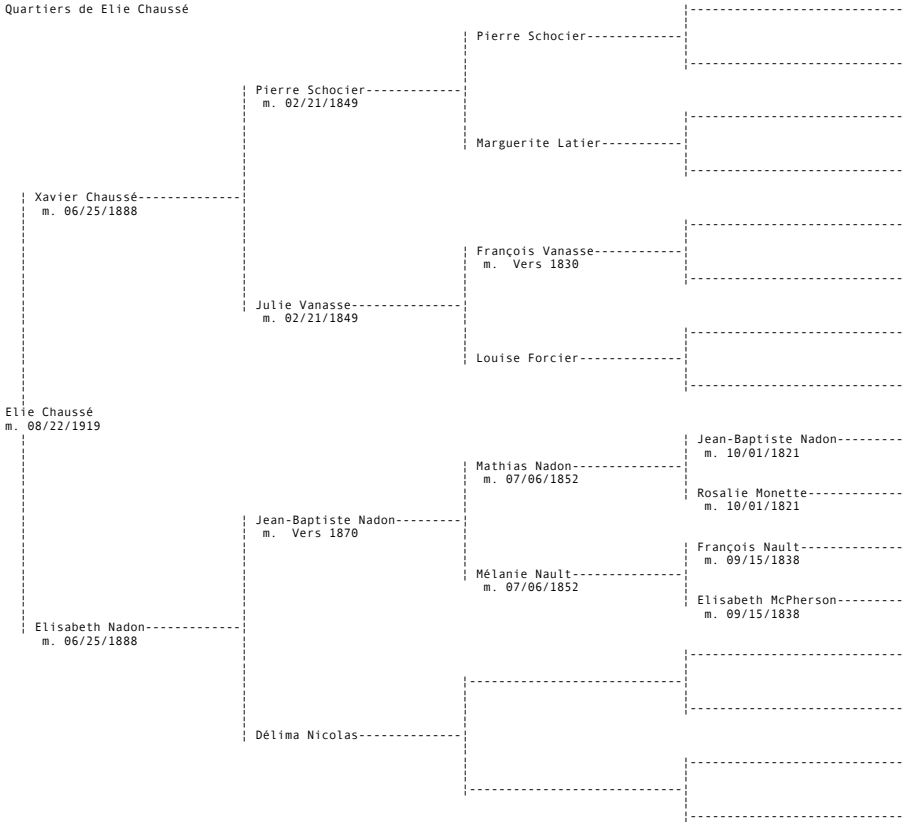 Quartiers de Elie Chaussé
Pierre Schocier
Pierre Schocier
m. 02/21/1849
Marguerite Latier
Xavier Chaussé
m. 06/25/1888
François Vanasse
m. Vers 1830
Julie Vanasse
m. 02/21/1849
Louise Forcier
Elie Chaussé
m. 08/22/1919
Jean-Baptiste Nadon
m. 10/01/1821
Mathias Nadon
m. 07/06/1852
Rosalie Monette
m. 10/01/1821
Jean-Baptiste Nadon
m. Vers 1870
François Nault
m. 09/15/1838
Mélanie Nault
m. 07/06/1852
Elisabeth McPherson
m. 09/15/1838
Elisabeth Nadon
m. 06/25/1888
Délima Nicolas